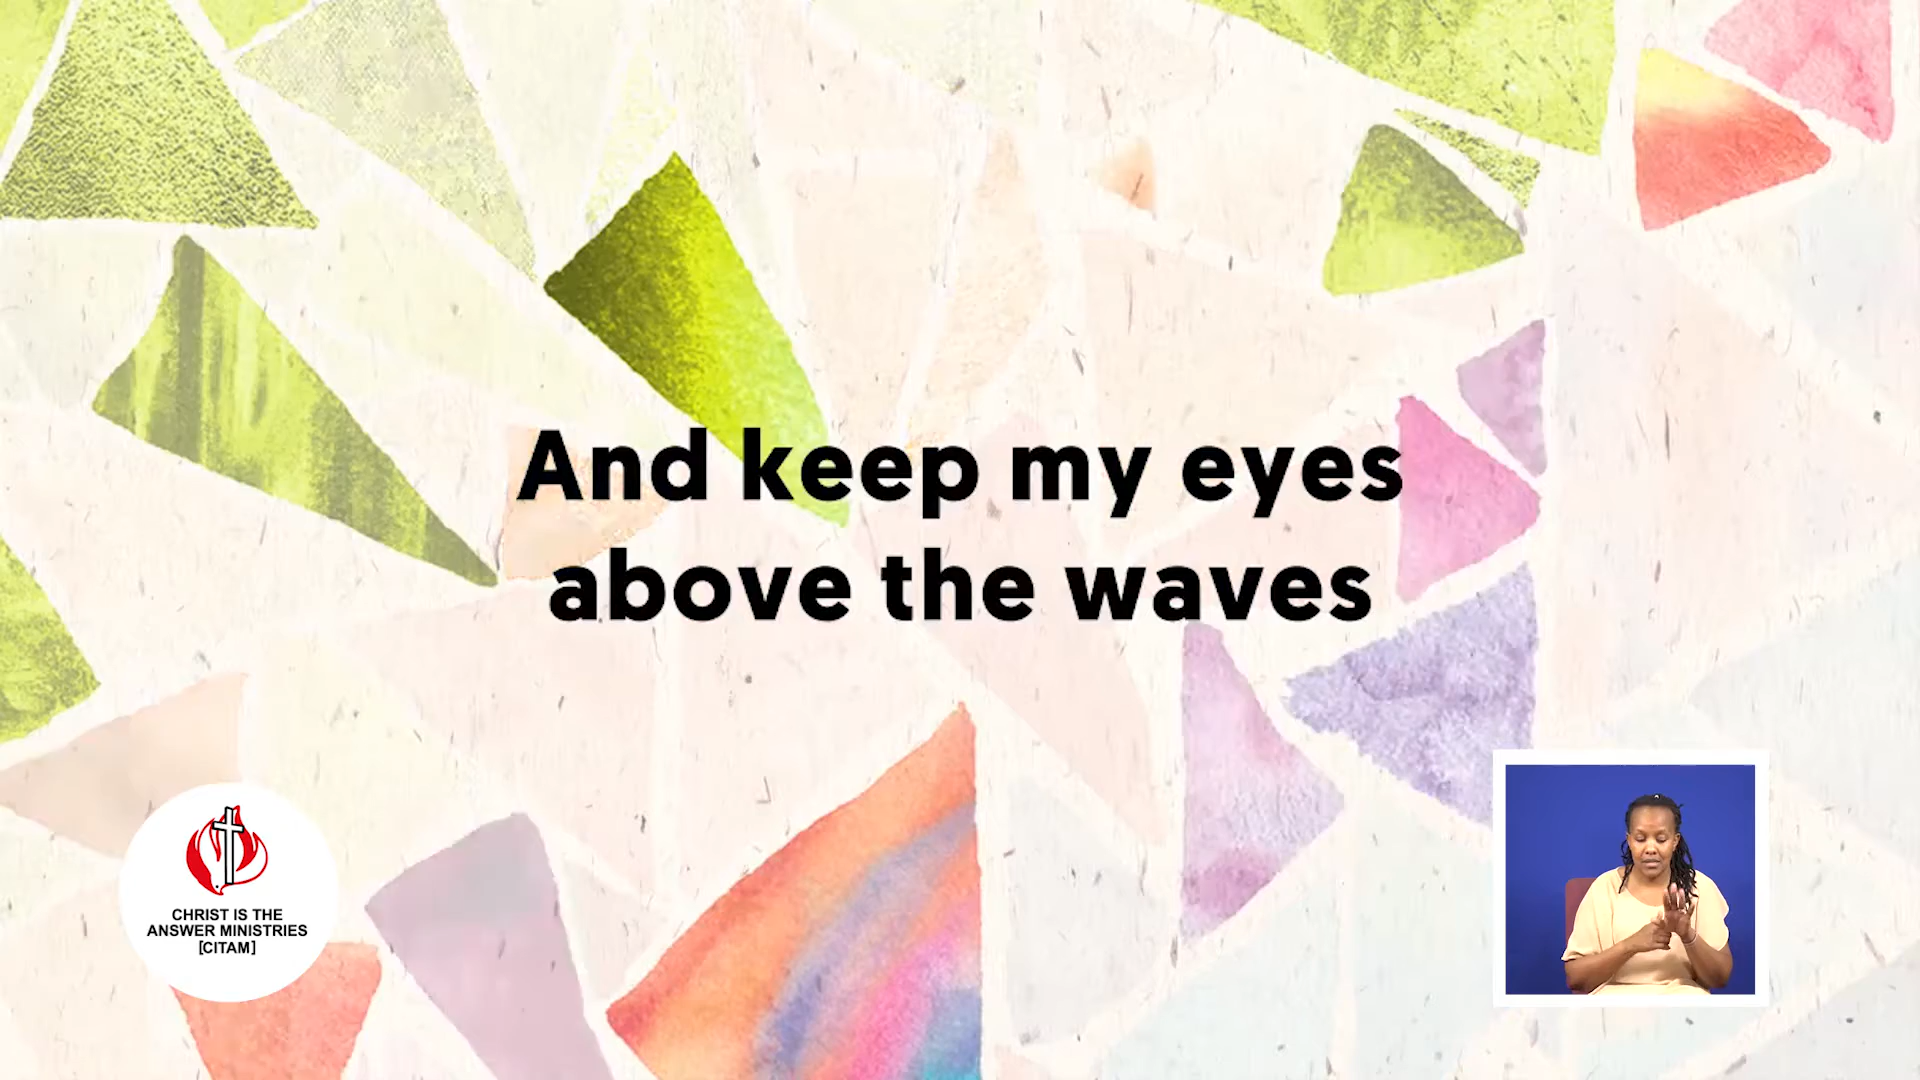 And keep my eyes
above the waves
CHRIST IS THE
ANSWER MINISTRIES
[CITAM]